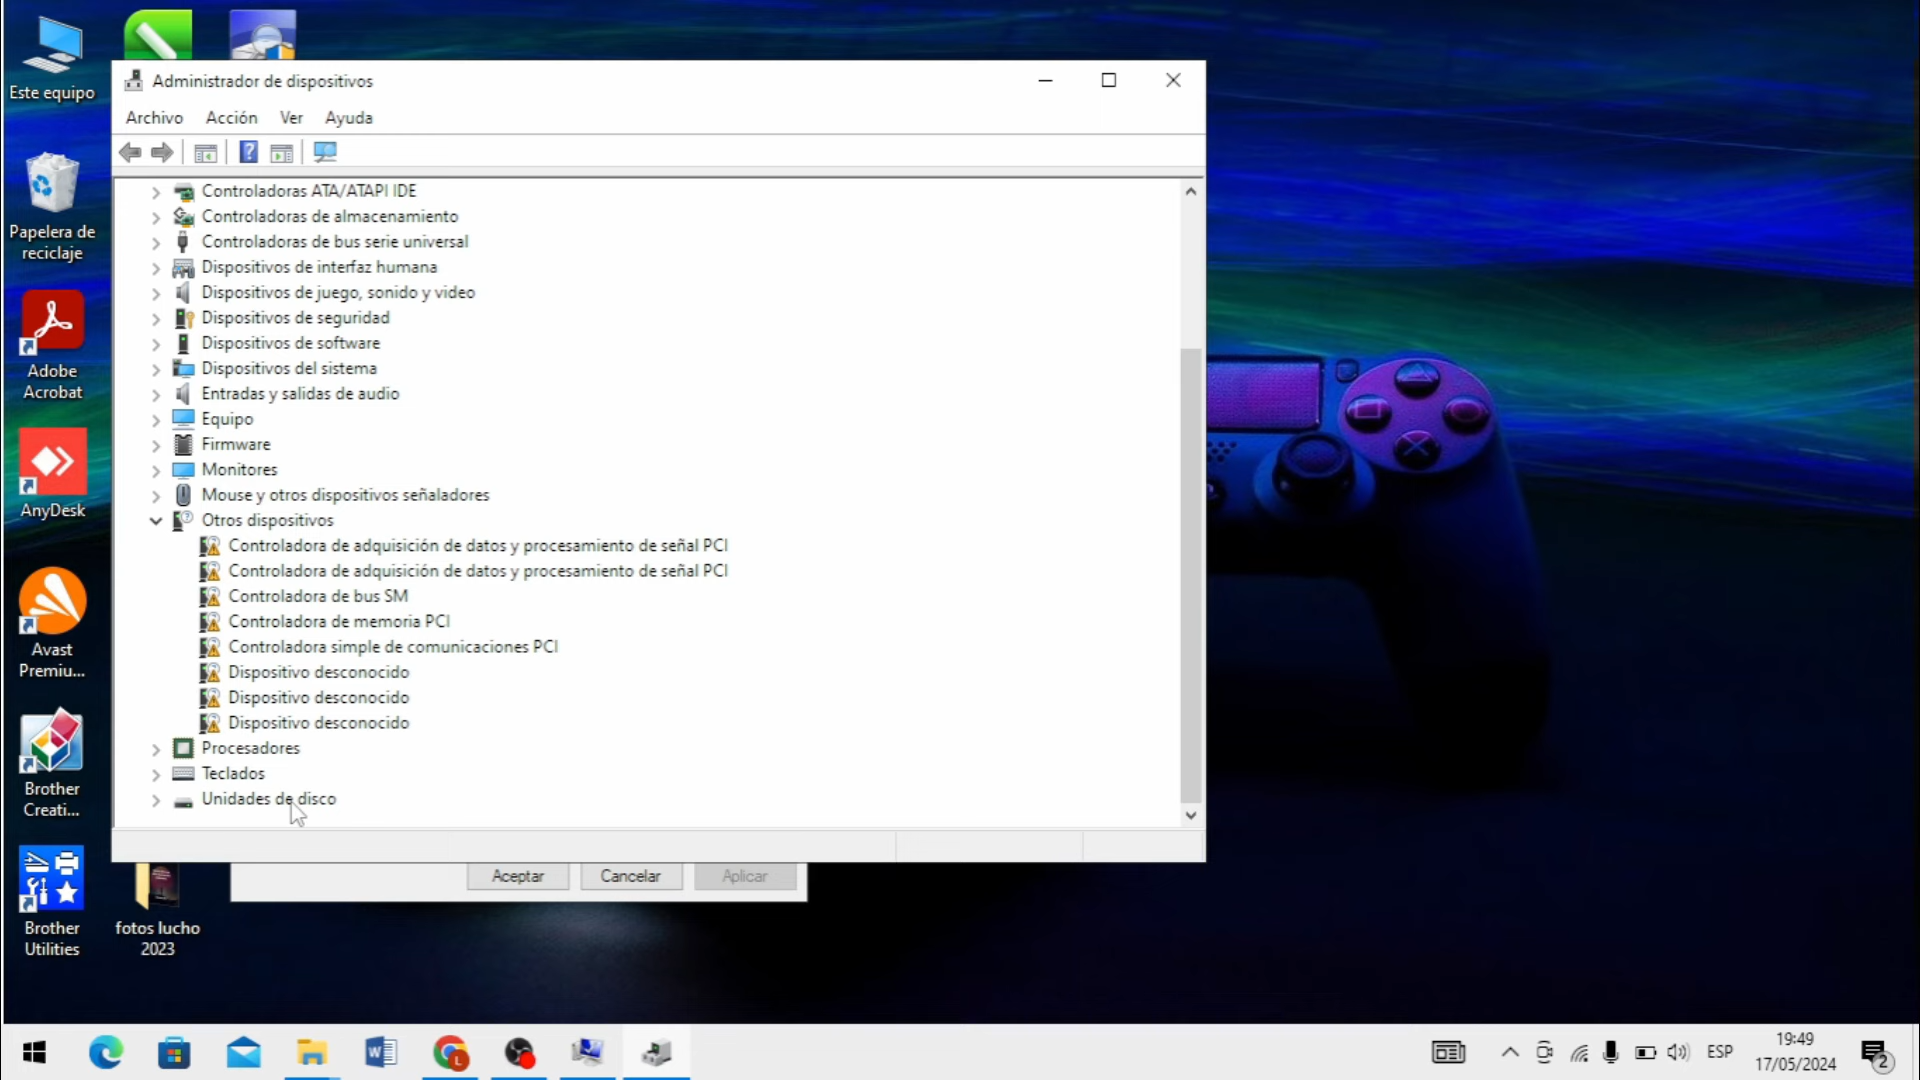 Este equipo
Papelera de
reciclaje
Adobe
Acrobat
AnyDesk
Avast
Premiu...
Brother
Creati...
Brother
Utilities
fotos lucho
2023
Administrador de dispositivos
Archivo Acción Ver Ayuda
Controladoras ATA/ATAPI IDE
Controladoras de almacenamiento
Controladoras de bus serie universal
Dispositivos de interfaz humana
Dispositivos de juego, sonido y video
Dispositivos de seguridad
Dispositivos de software
Dispositivos del sistema
Entradas y salidas de audio
Equipo
Firmware
Monitores
Mouse y otros dispositivos señaladores
Otros dispositivos
Controladora de adquisición de datos y procesamiento de señal PCI
Controladora de adquisición de datos y procesamiento de señal PCI
Controladora de bus SM
Controladora de memoria PCI
Controladora simple de comunicaciones PCI
Dispositivo desconocido
Dispositivo desconocido
Dispositivo desconocido
Procesadores
Teclados
Unidades de disco
Aceptar Cancelar Aplicar
ESP
19:49
17/05/2024
2